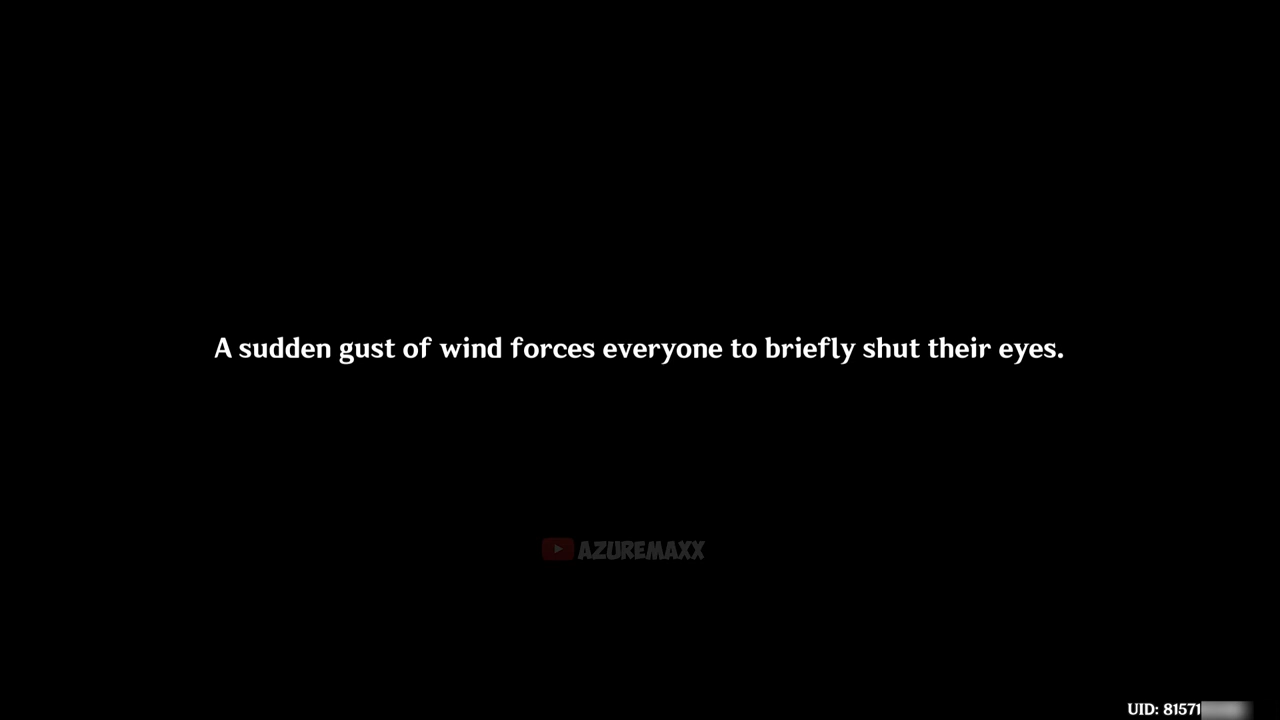 A sudden gust of wind forces everyone to briefly shut their eyes.
AZUREMAXX
UID: 81571